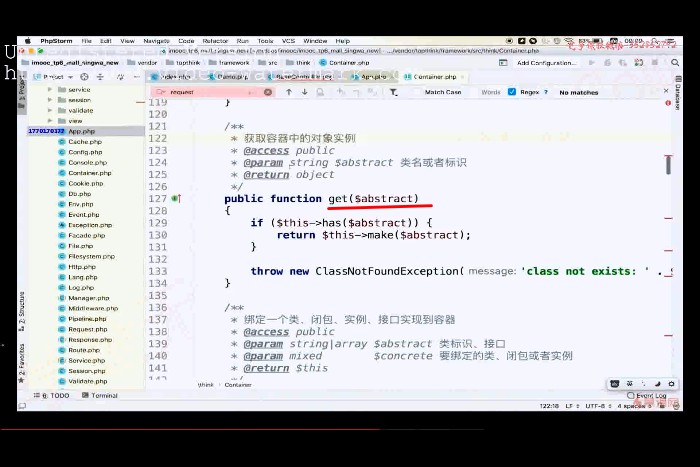 PhpStorm File Edit View Navigate Code Refactor Run Tools VCS Window Help
imooc_tp6_mall_singwa_new vendor topthink framework src think Container.php Add Configuration...
Container.php
request Match Case Words Regex ? No matches
service
session
validate
view
App.php
Cache.php
Config.php
Console.php
Container.php
Cookie.php
Db.php
Env.php
Event.php
Exception.php
Facade.php
File.php
Filesystem.php
Http.php
Lang.php
Log.php
Manager.php
Middleware.php
Pipeline.php
Request.php
Response.php
Route.php
Service.php
Session.php
Validate.php
119 }
120
121 /**
122 * 获取容器中的对象实例
123 * @access public
124 * @param string $abstract 类名或者标识
125 * @return object
126 */
127 public function get($abstract)
128 {
129 if ($this->has($abstract)) {
130 return $this->make($abstract);
131 }
132
133 throw new ClassNotFoundException( message: 'class not exists: ' .
134 }
135
136 /**
137 * 绑定一个类、闭包、实例、接口实现到容器
138 * @access public
139 * @param string|array $abstract 类标识、接口
140 * @param mixed $concrete 要绑定的类、闭包或者实例
141 * @return $this
142
\think › Container
6: TODO Terminal Event Log
122:18 LF UTF-8 4 spaces
Database
Z: Structure
2: Favorites